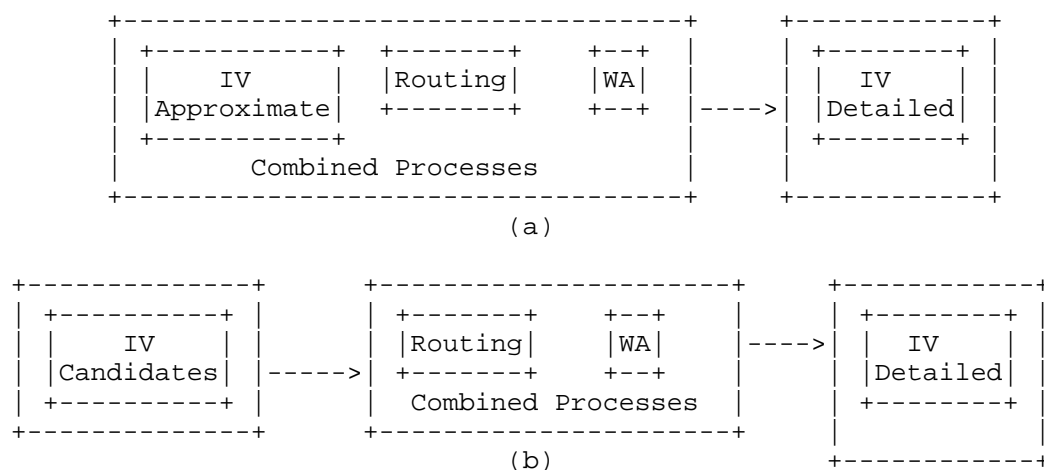 IV Routing WA IV
Approximate Detailed
Combined Processes
(a)
IV Routing WA IV
Candidates Detailed
Combined Processes
(b)